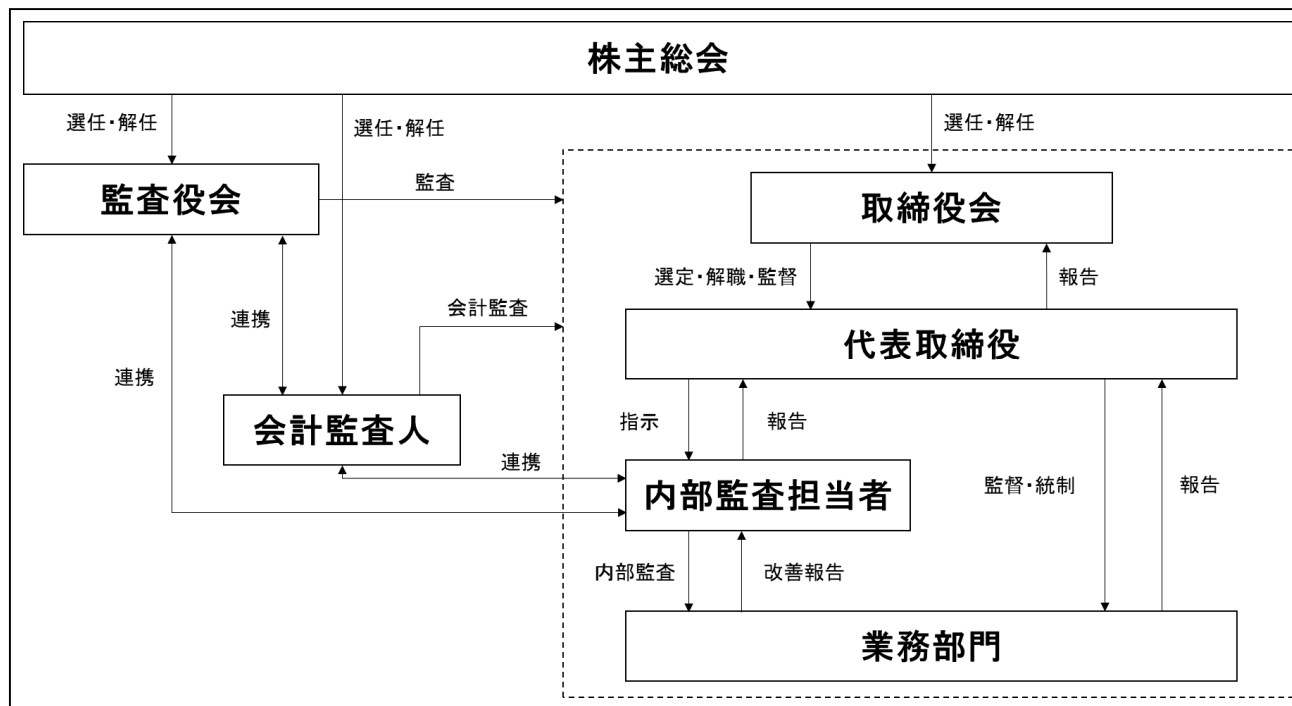 株主総会
選任・解任
選任・解任
選任・解任
監査役会
監査
取締役会
選定・解職・監督
報告
会計監査
連携
代表取締役
連携
会計監査人
指示
報告
連携
内部監査担当者
監督・統制
報告
内部監査
改善報告
業務部門